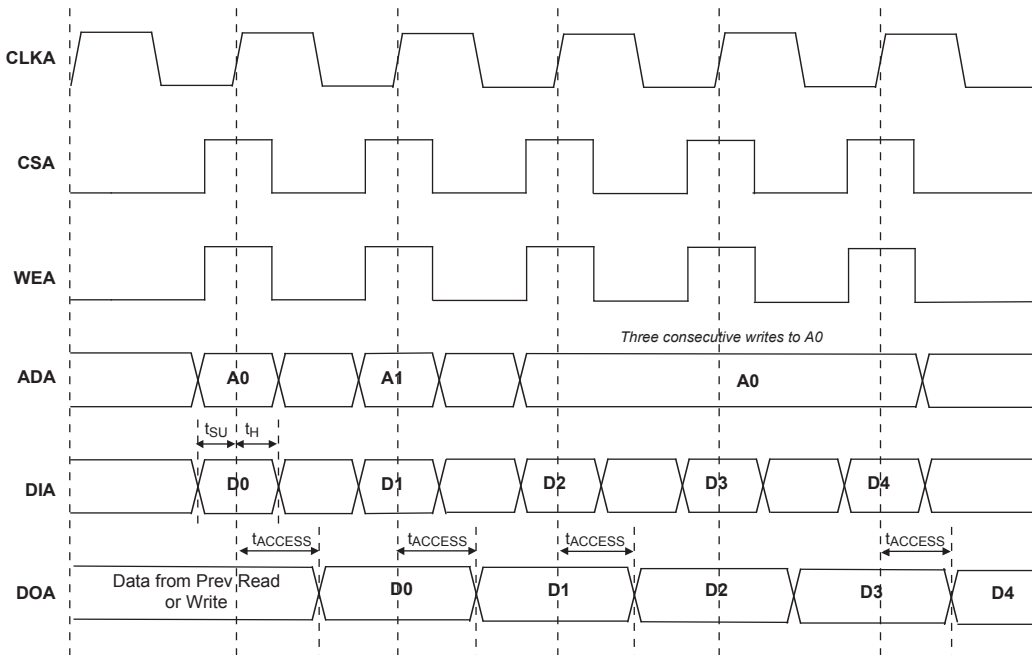 CLKA
CSA
WEA
Three consecutive writes to A0
ADA
A0
A1
A0
tSU
tH
DIA
D0
D1
D2
D3
D4
tACCESS
tACCESS
tACCESS
tACCESS
DOA
Data from Prev Read
or Write
D0
D1
D2
D3
D4